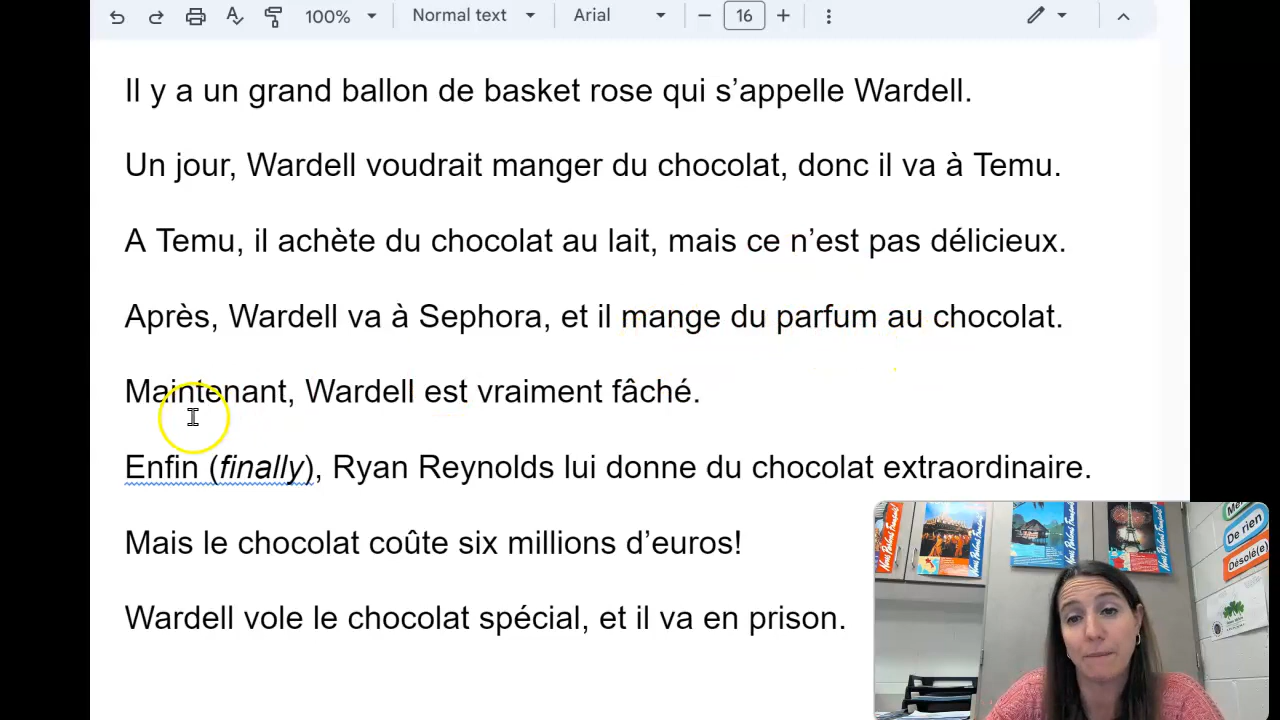 100%
Normal text
Arial
16
Il y a un grand ballon de basket rose qui s’appelle Wardell.
Un jour, Wardell voudrait manger du chocolat, donc il va à Temu.
A Temu, il achète du chocolat au lait, mais ce n’est pas délicieux.
Après, Wardell va à Sephora, et il mange du parfum au chocolat.
Maintenant, Wardell est vraiment fâché.
Enfin (finally), Ryan Reynolds lui donne du chocolat extraordinaire.
Mais le chocolat coûte six millions d’euros!
Wardell vole le chocolat spécial, et il va en prison.
De rien
Désolé(e)